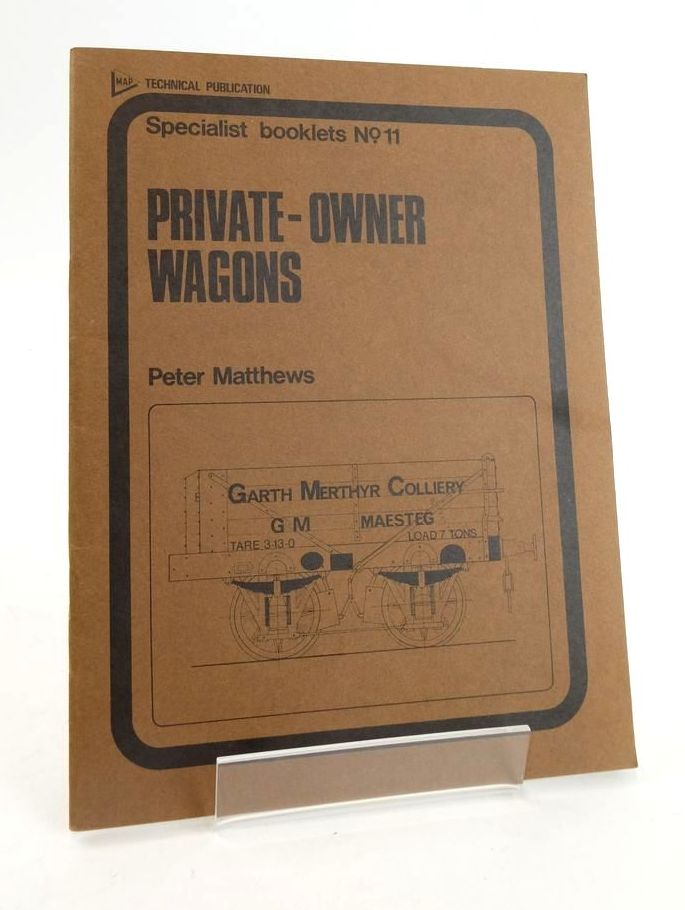 MAP TECHNICAL PUBLICATION
Specialist booklets Nº 11
PRIVATE-OWNER
WAGONS
Peter Matthews
GARTH MERTHYR COLLIERY
G M MAESTEG
TARE 3-13-0 LOAD 7 TONS